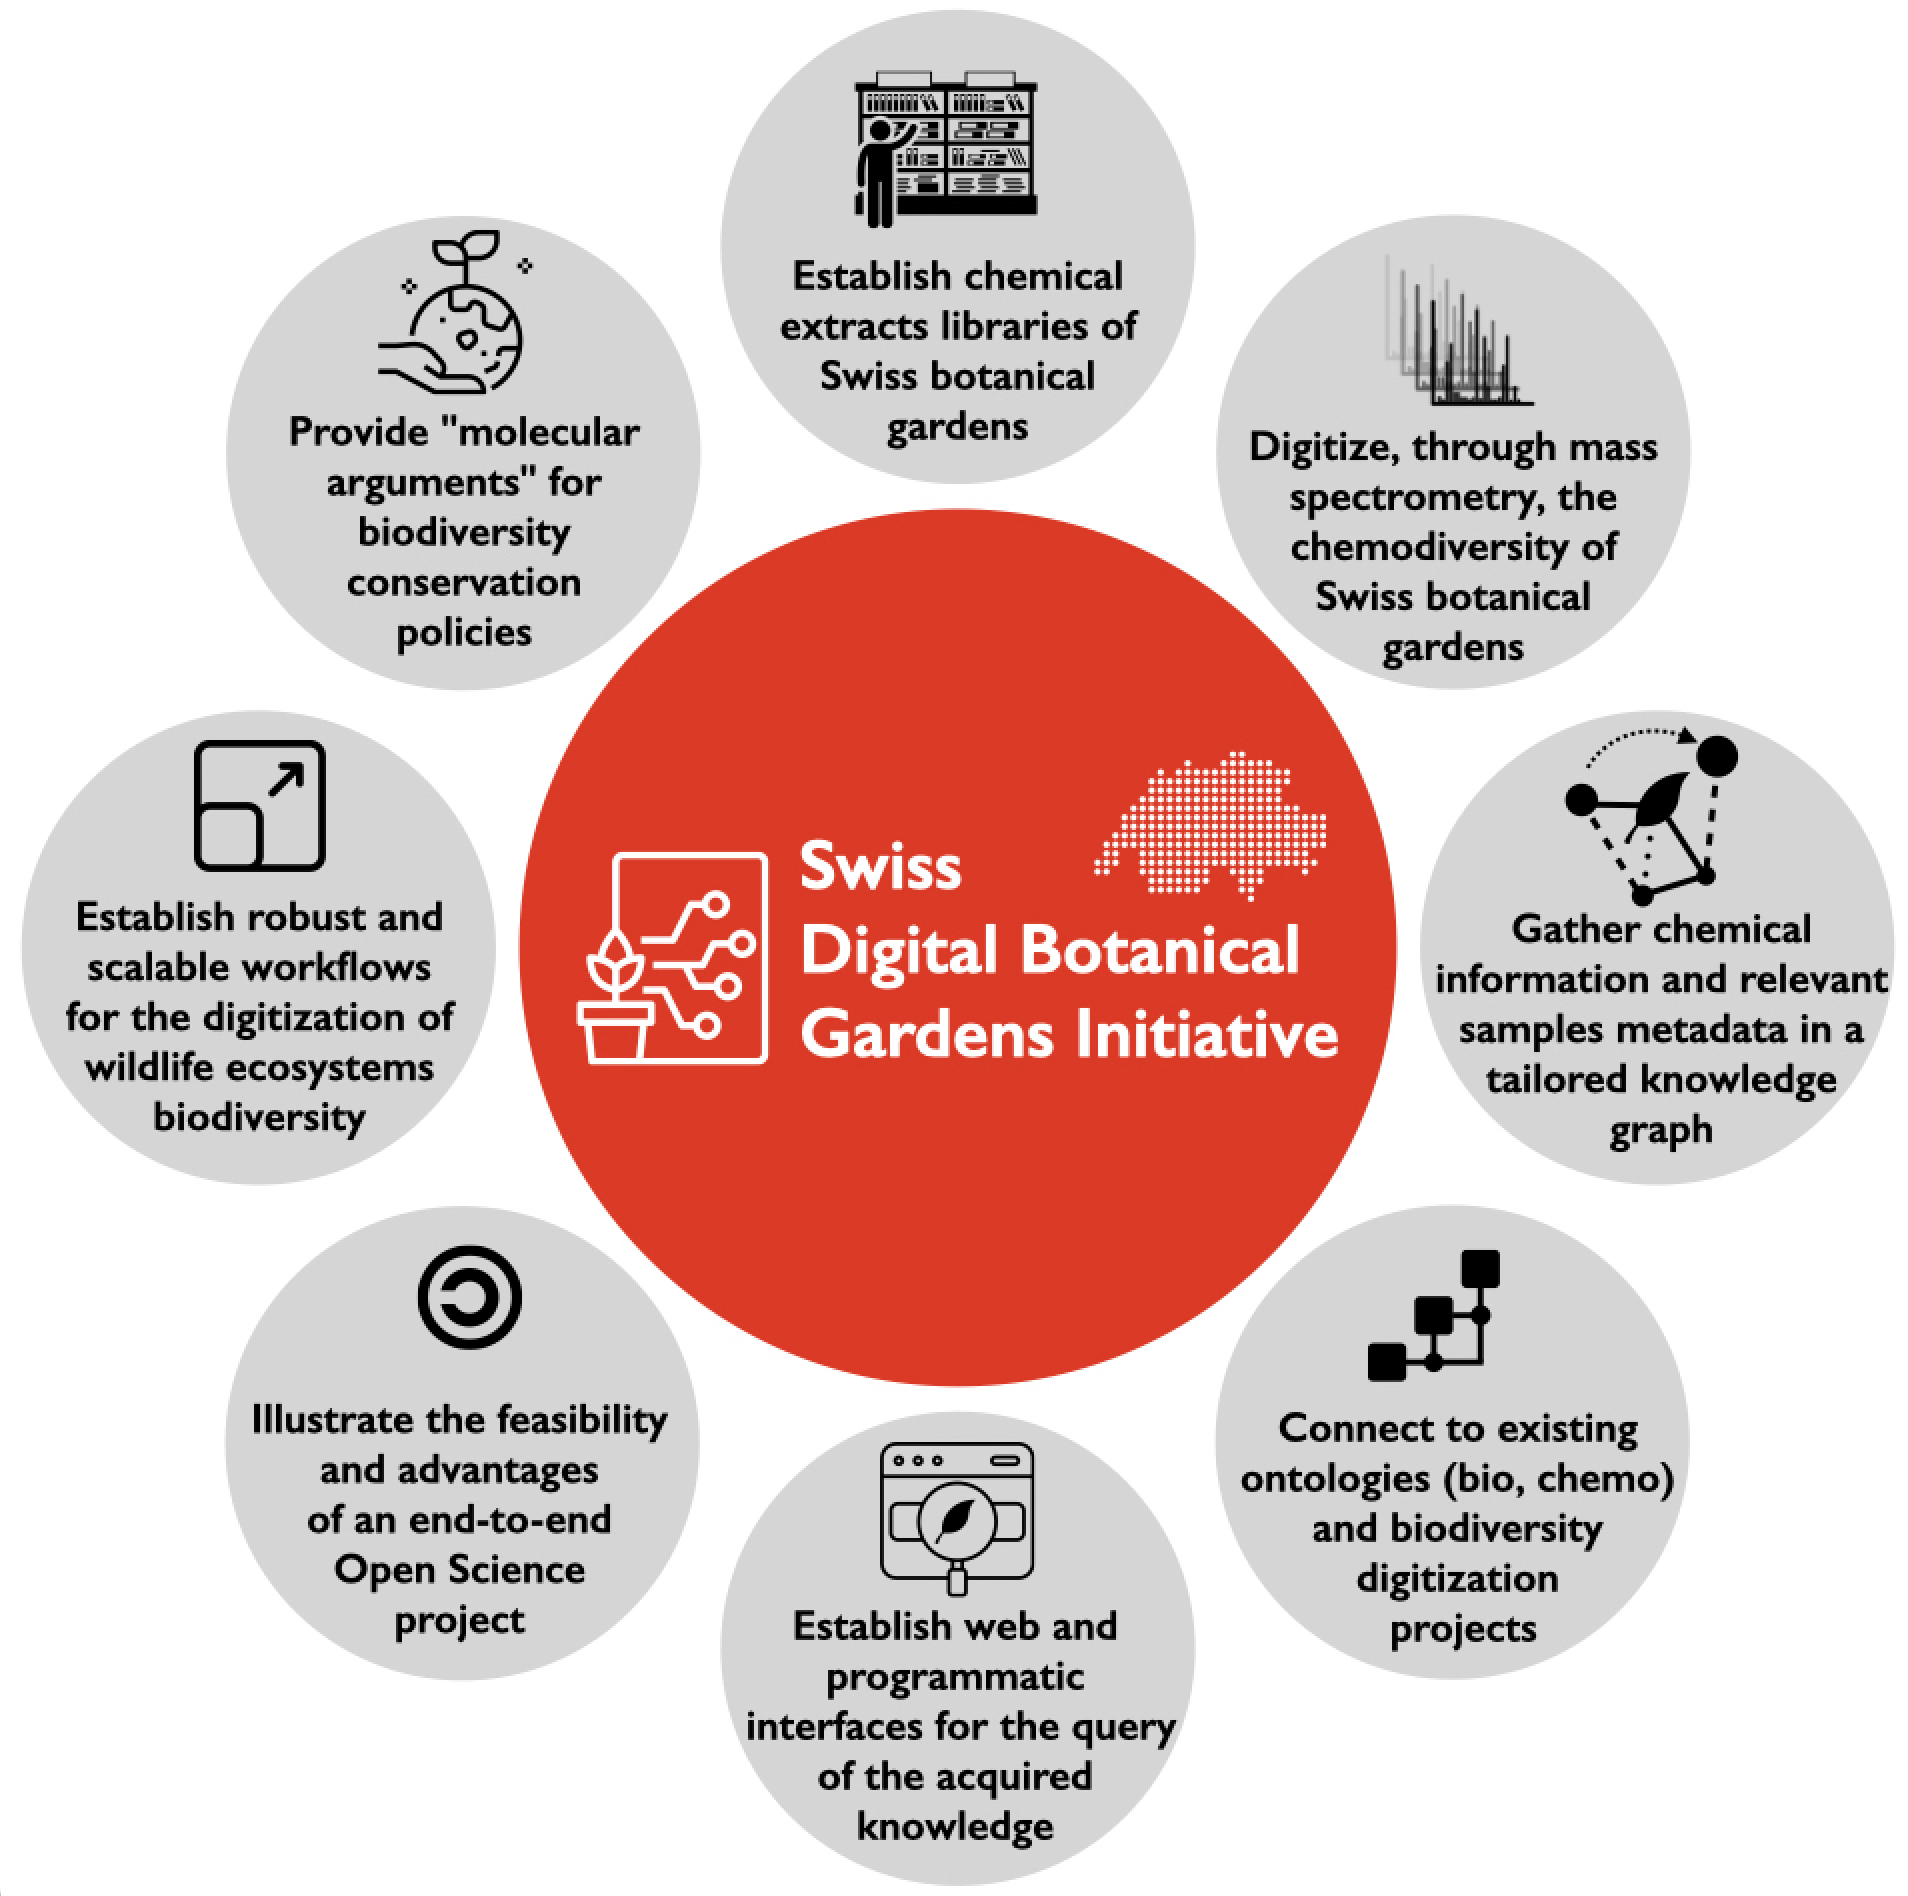 Establish chemical
extracts libraries of
Swiss botanical
gardens
Digitize, through mass
spectrometry, the
chemodiversity of
Swiss botanical
gardens
Gather chemical
information and relevant
samples metadata in a
tailored knowledge
graph
Connect to existing
ontologies (bio, chemo)
and biodiversity
digitization
projects
Establish web and
programmatic
interfaces for the query
of the acquired
knowledge
Illustrate the feasibility
and advantages
of an end-to-end
Open Science
project
Establish robust and
scalable workflows
for the digitization of
wildlife ecosystems
biodiversity
Provide "molecular
arguments" for
biodiversity
conservation
policies
Swiss
Digital Botanical
Gardens Initiative